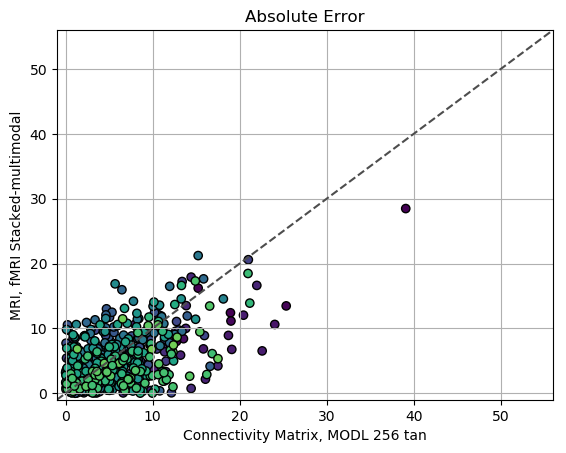 Absolute Error
MRI, fMRI Stacked-multimodal
50
40
30
20
10
0
0 10 20 30 40 50
Connectivity Matrix, MODL 256 tan